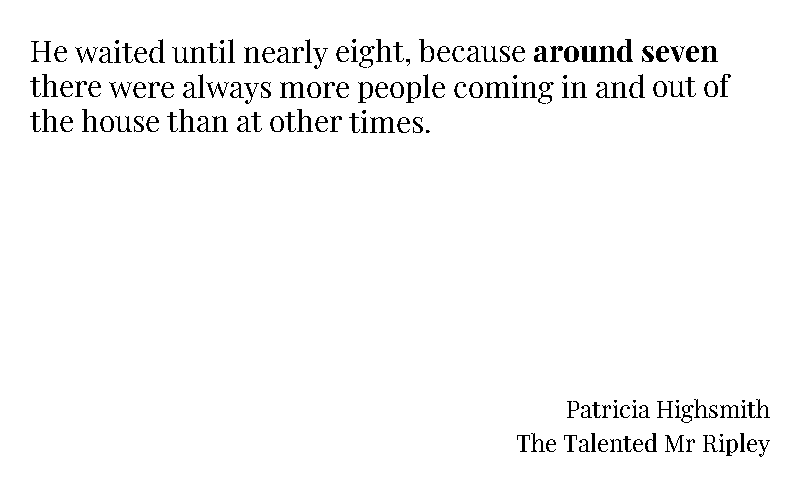 He waited until nearly eight, because around seven
there were always more people coming in and out of
the house than at other times.
Patricia Highsmith
The Talented Mr Ripley